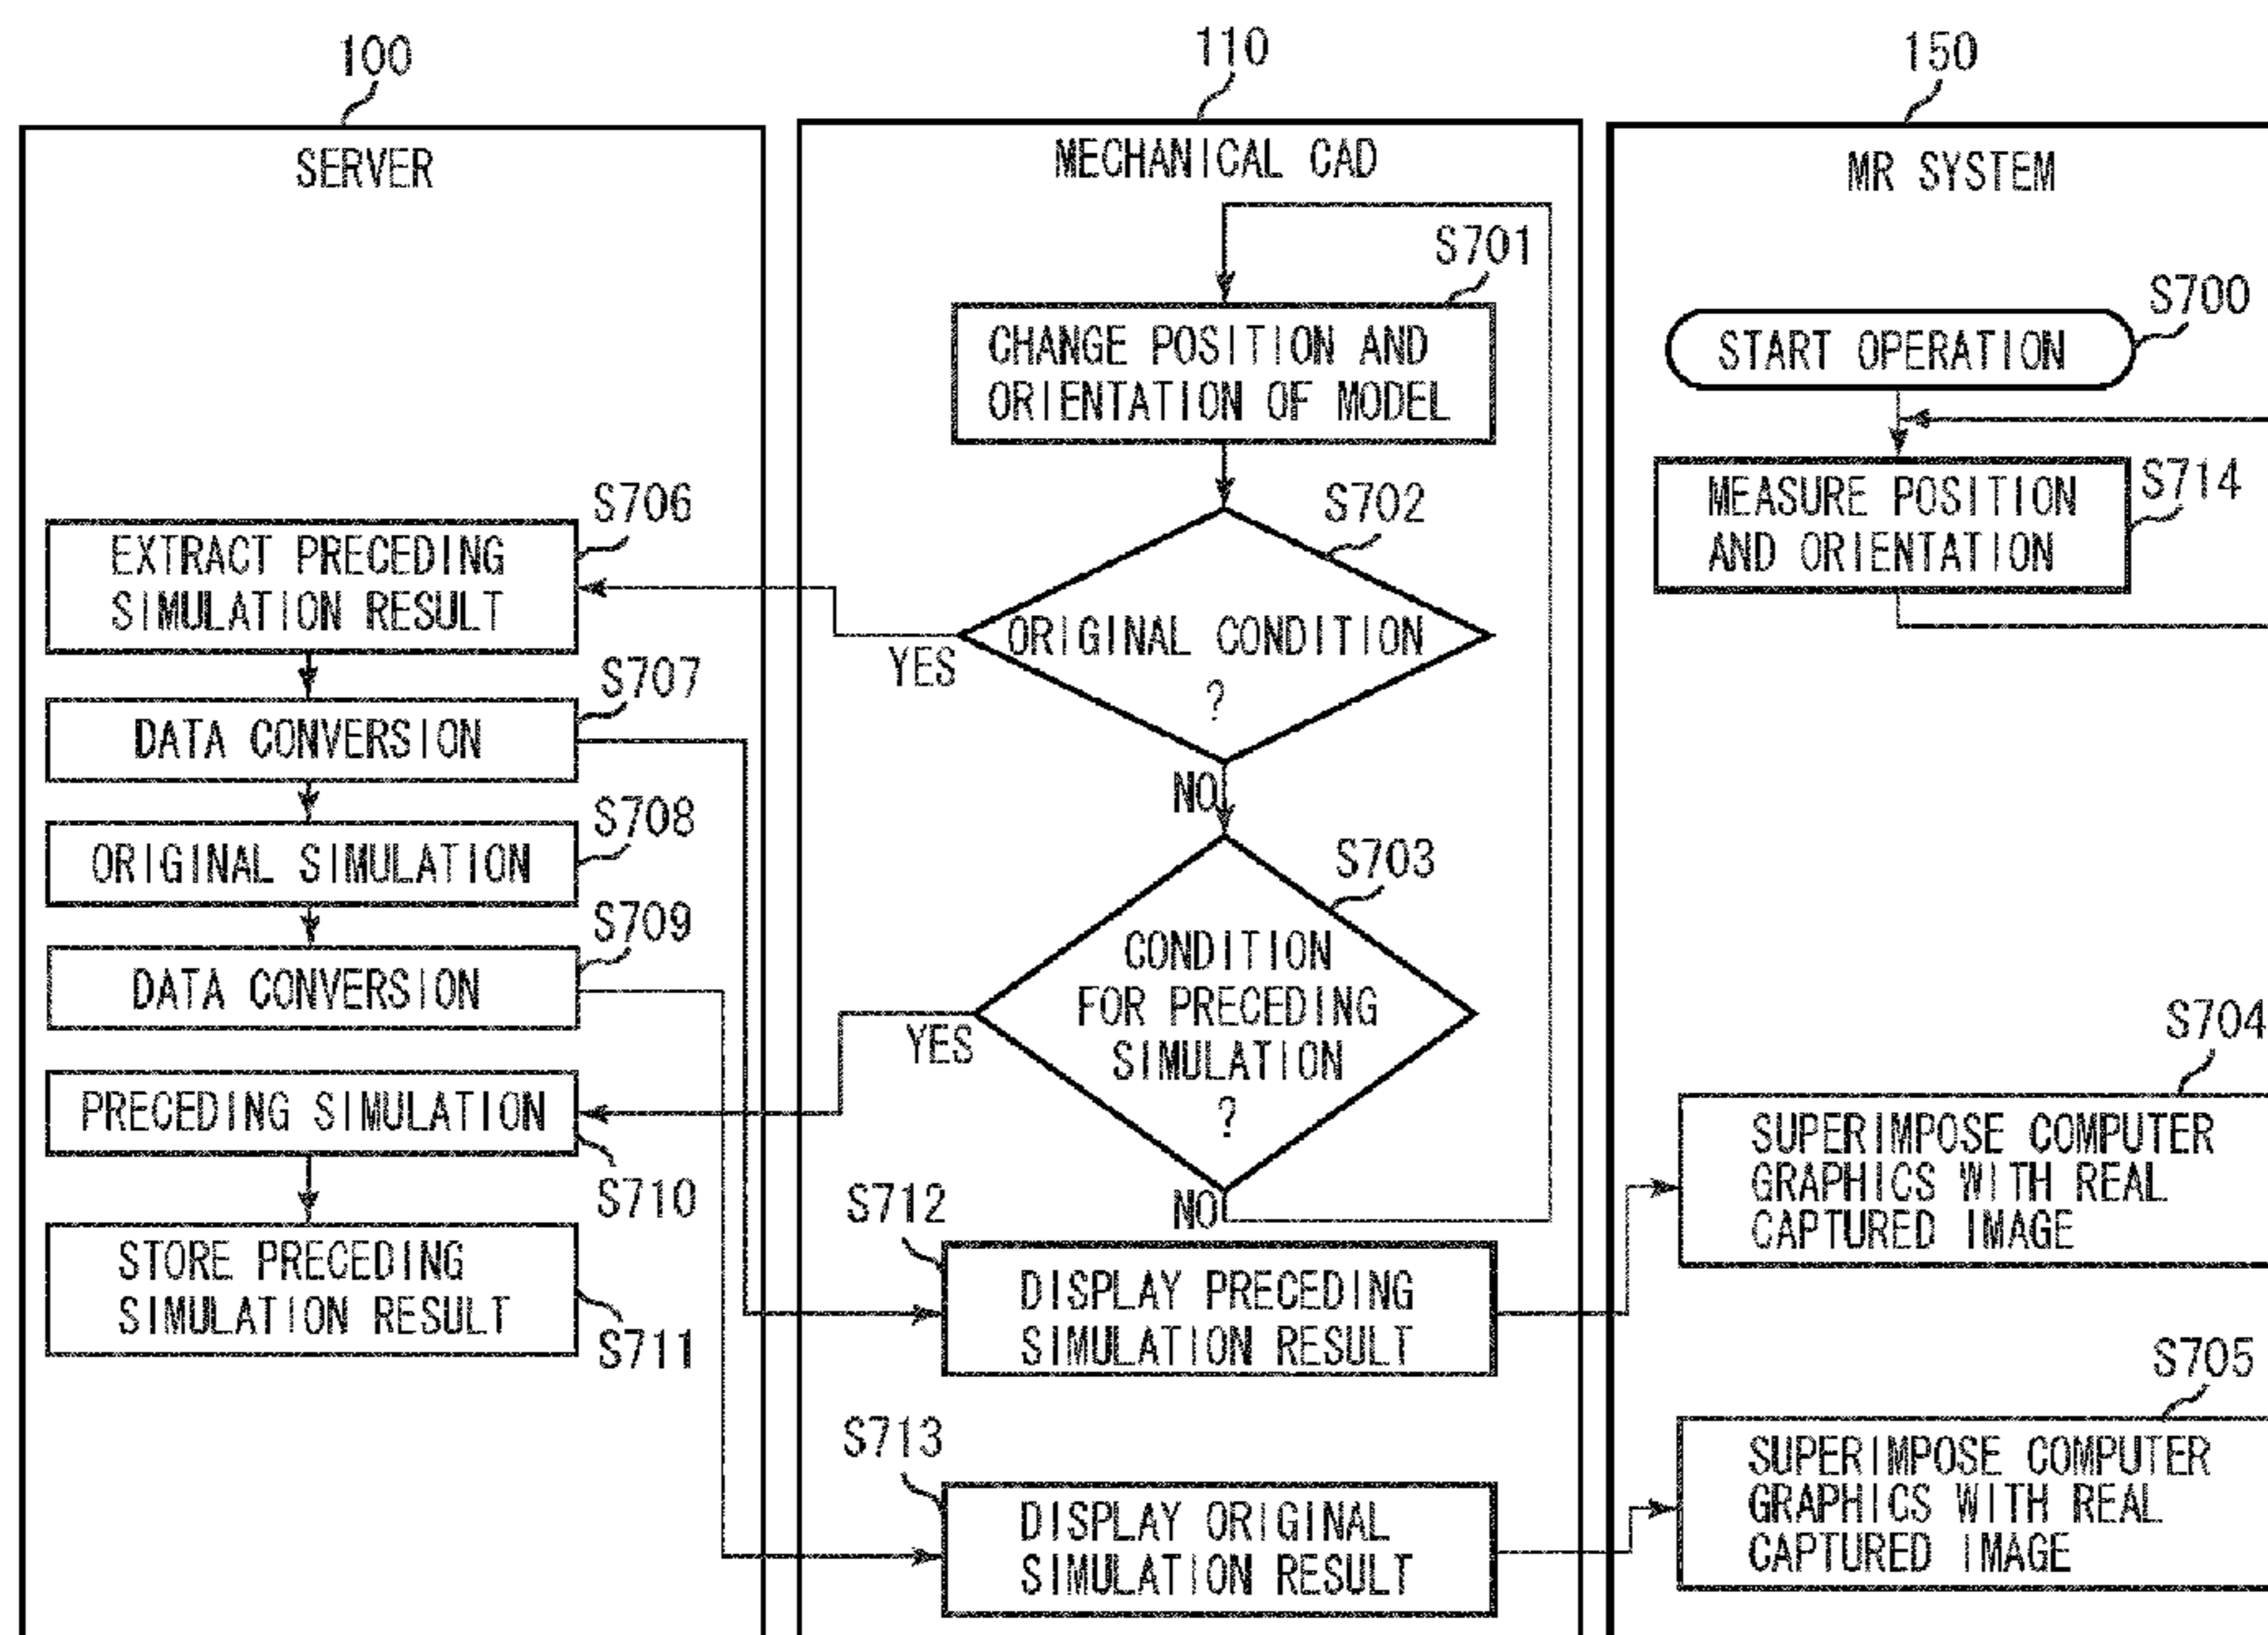 100
SERVER
S706
EXTRACT PRECEDING
SIMULATION RESULT
S707
DATA CONVERSION
S708
ORIGINAL SIMULATION
S709
DATA CONVERSION
PRECEDING SIMULATION
S710
STORE PRECEDING
SIMULATION RESULT
S711
110
MECHANICAL CAD
S701
CHANGE POSITION AND
ORIENTATION OF MODEL
S702
ORIGINAL CONDITION
?
YES
NO
S703
CONDITION
FOR PRECEDING
SIMULATION
?
YES
NO
S712
DISPLAY PRECEDING
SIMULATION RESULT
S713
DISPLAY ORIGINAL
SIMULATION RESULT
150
MR SYSTEM
S700
START OPERATION
S714
MEASURE POSITION
AND ORIENTATION
S704
SUPERIMPOSE COMPUTER
GRAPHICS WITH REAL
CAPTURED IMAGE
S705
SUPERIMPOSE COMPUTER
GRAPHICS WITH REAL
CAPTURED IMAGE